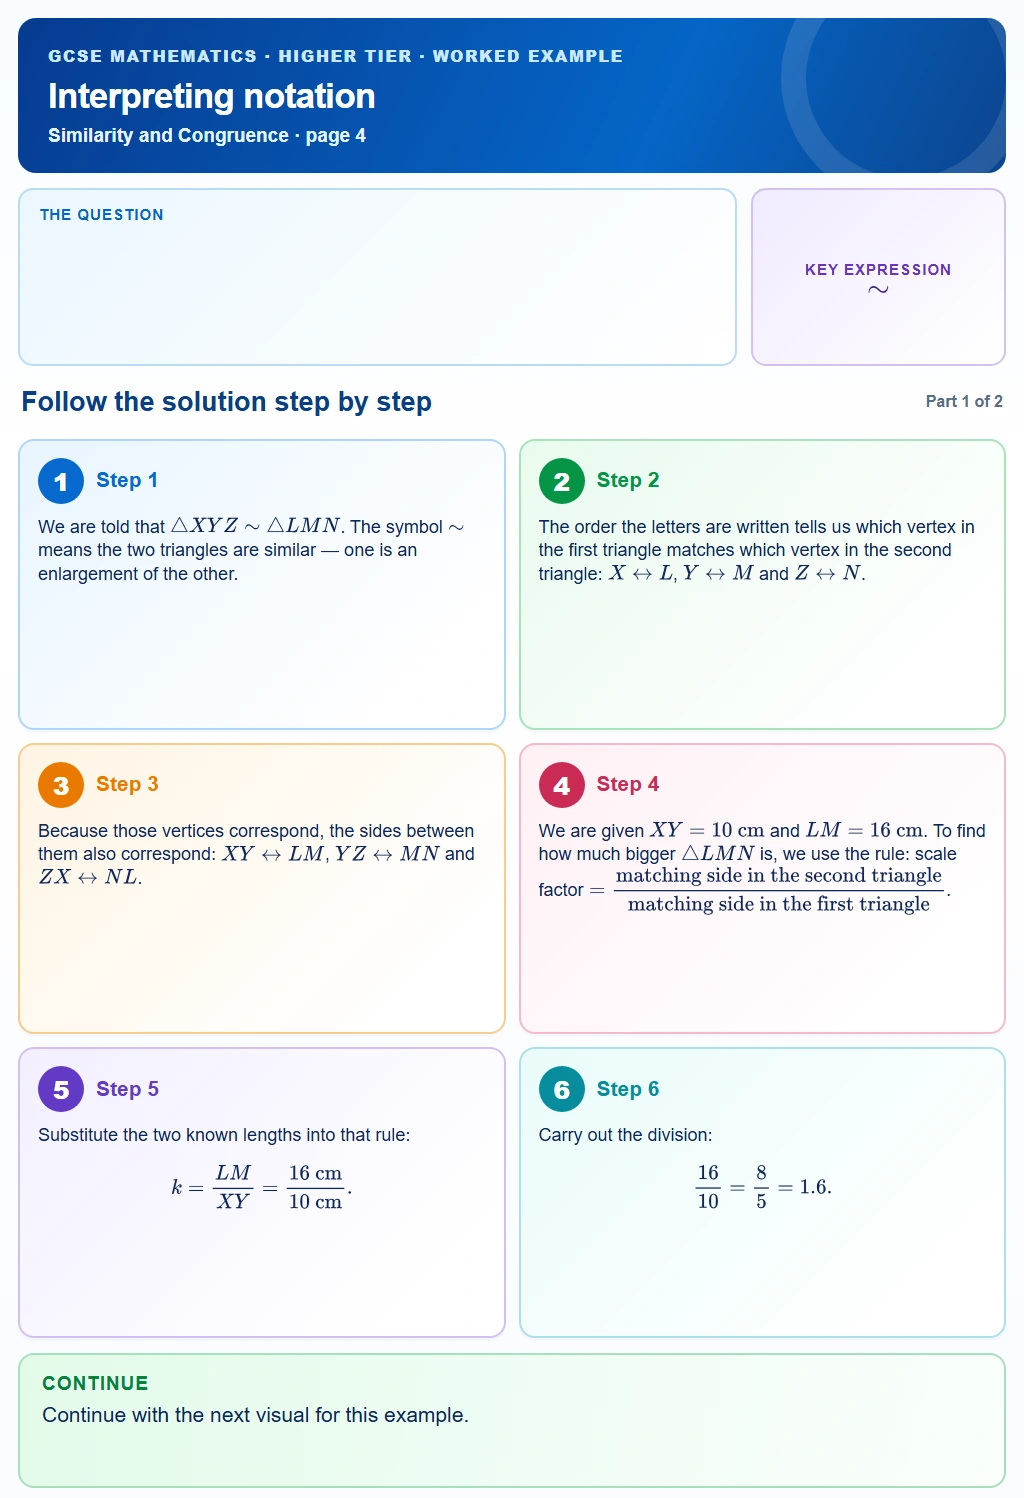 GCSE MATHEMATICS · HIGHER TIER · WORKED EXAMPLE
Interpreting notation
Similarity and Congruence · page 4
THE QUESTION
KEY EXPRESSION
∼
Follow the solution step by step
Part 1 of 2
1 Step 1
We are told that △XYZ ∼ △LMN. The symbol ∼
means the two triangles are similar — one is an
enlargement of the other.
2 Step 2
The order the letters are written tells us which vertex in
the first triangle matches which vertex in the second
triangle: X ↔ L, Y ↔ M and Z ↔ N.
3 Step 3
Because those vertices correspond, the sides between
them also correspond: XY ↔ LM, YZ ↔ MN and
ZX ↔ NL.
4 Step 4
We are given XY = 10 cm and LM = 16 cm. To find
how much bigger △LMN is, we use the rule: scale
factor = matching side in the second triangle / matching side in the first triangle.
5 Step 5
Substitute the two known lengths into that rule:
k = LM / XY = 16 cm / 10 cm.
6 Step 6
Carry out the division:
16 / 10 = 8 / 5 = 1.6.
CONTINUE
Continue with the next visual for this example.